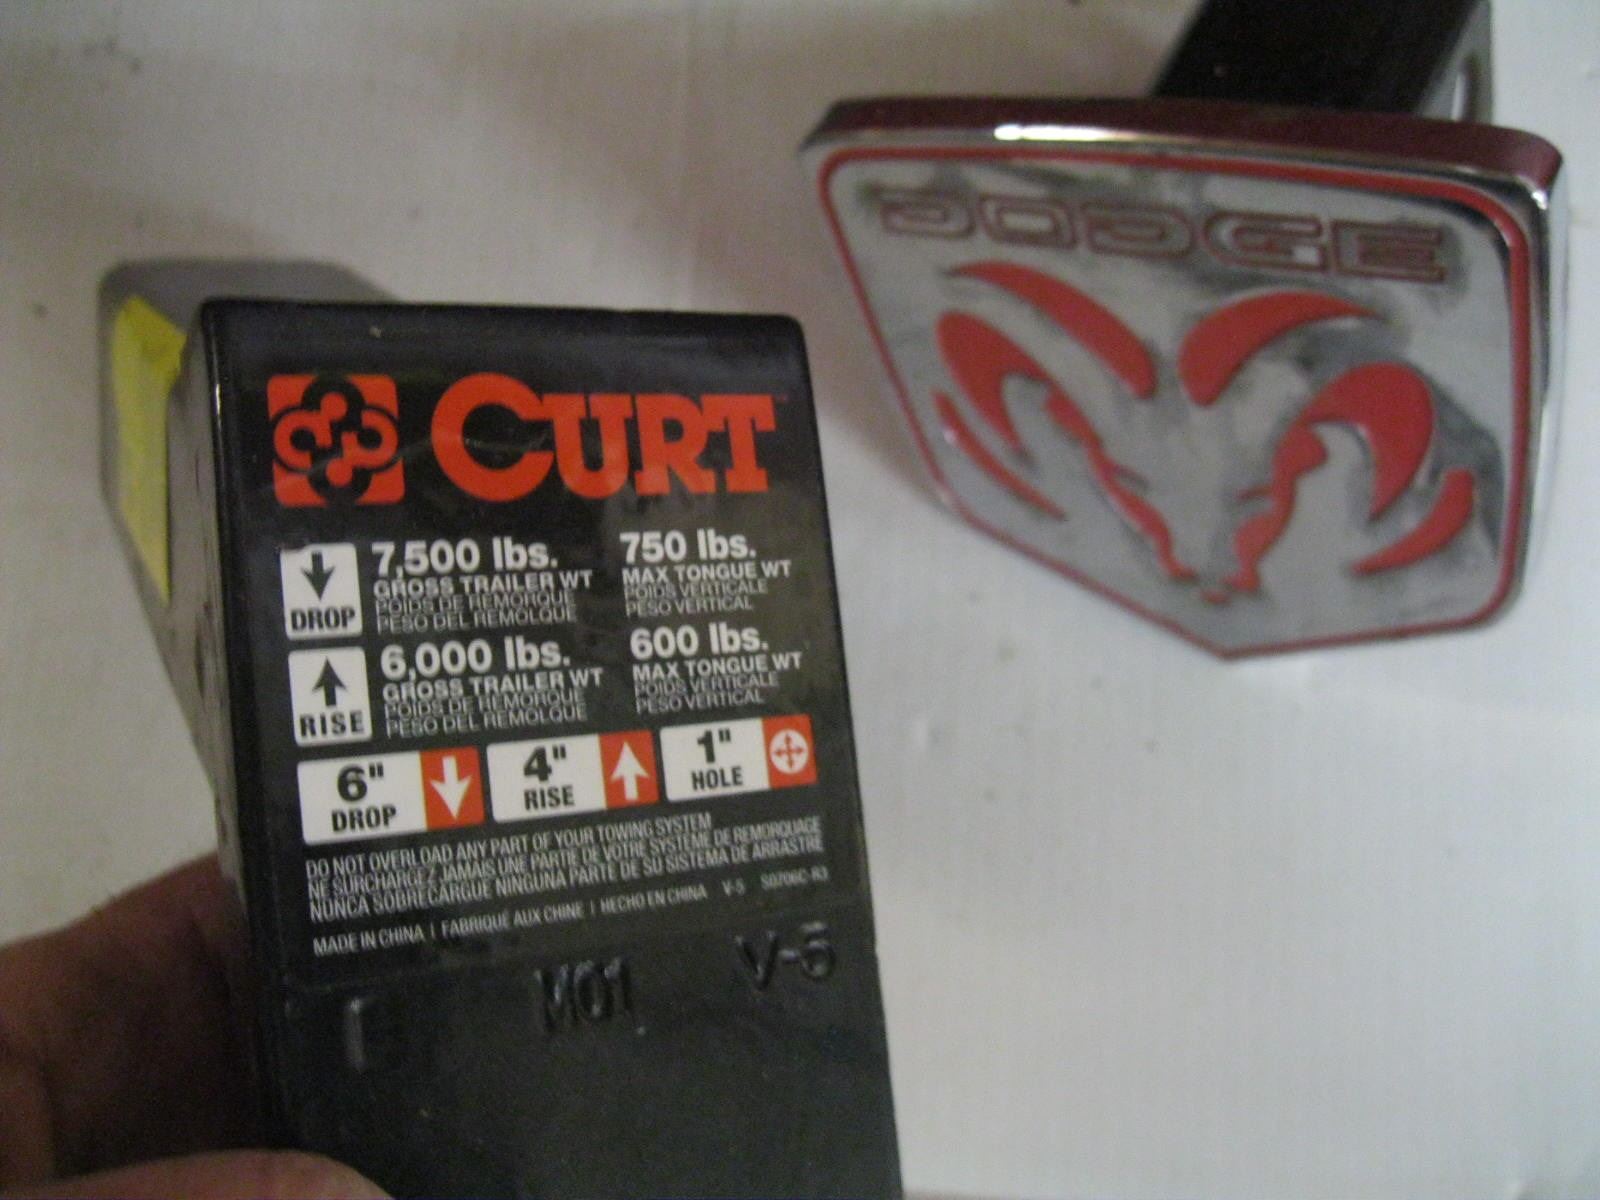 DODGE
CURT
DROP
7,500 lbs.
GROSS TRAILER WT
POIDS DE REMORQUE
PESO DEL REMOLQUE
750 lbs.
MAX TONGUE WT
POIDS VERTICALE
PESO VERTICAL
RISE
6,000 lbs.
GROSS TRAILER WT
POIDS DE REMORQUE
PESO DEL REMOLQUE
600 lbs.
MAX TONGUE WT
POIDS VERTICALE
PESO VERTICAL
6" DROP
4" RISE
1" HOLE
DO NOT OVERLOAD ANY PART OF YOUR TOWING SYSTEM
NE SURCHARGEZ JAMAIS UNE PARTIE DE VOTRE SYSTÈME DE REMORQUAGE
NUNCA SOBRECARGUE NINGUNA PARTE DE SU SISTEMA DE ARRASTRE
MADE IN CHINA | FABRIQUÉ AUX CHINE | HECHO EN CHINA V-5 S0706C-R3
M01 V-5